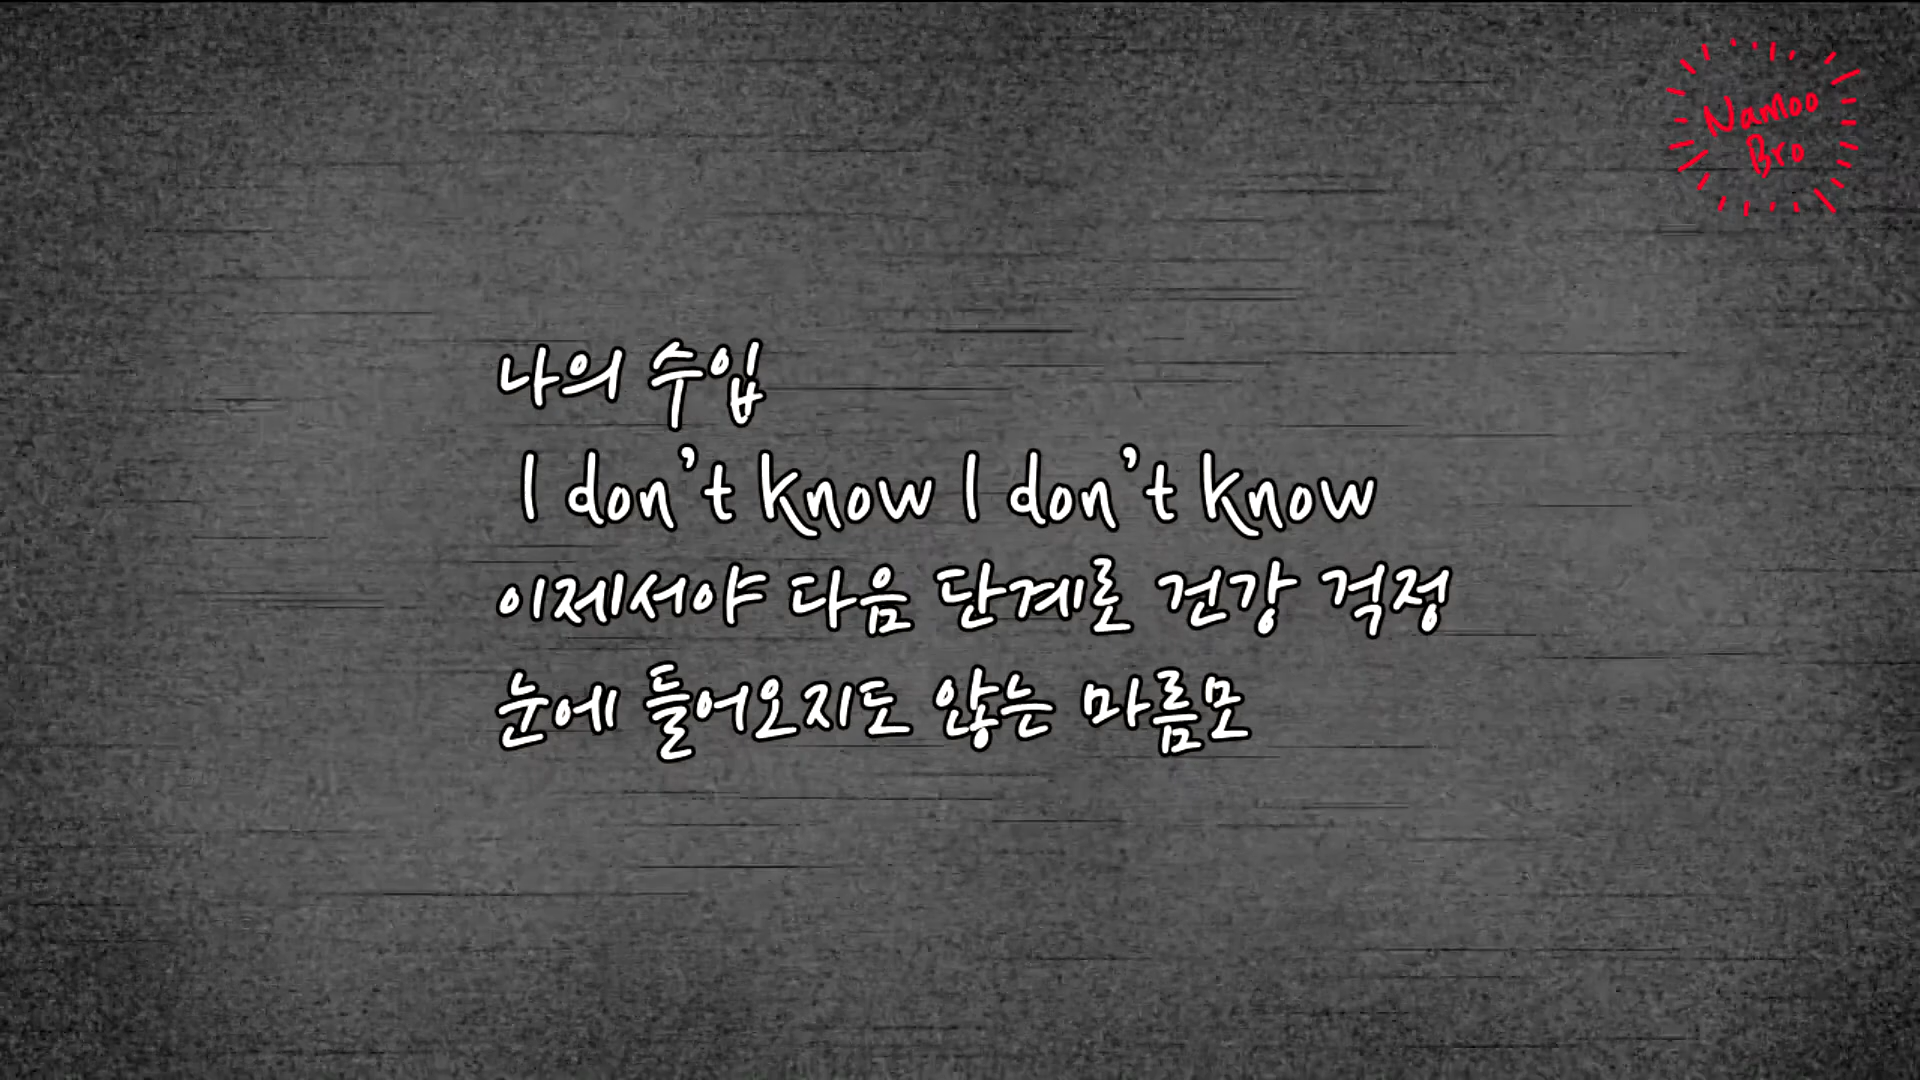 Namoo
Bro
나의 수입
I don't know I don't know
이제서야 다음 단계로 건강 걱정
눈에 들어오지도 않는 마름모